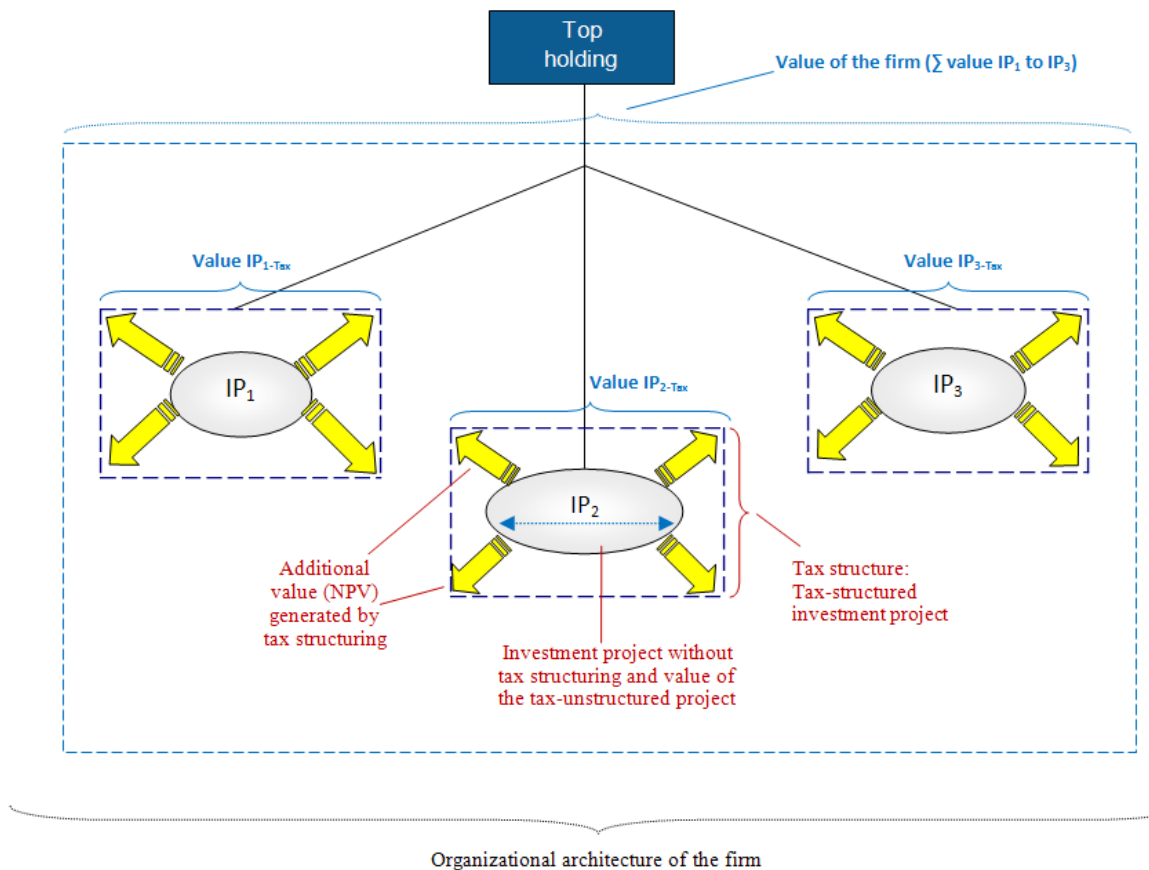 Top
holding
Value of the firm (∑ value IP₁ to IP₃)
Value IP₁₋Tax
Value IP₃₋Tax
IP₁
IP₃
Value IP₂₋Tax
IP₂
Additional
value (NPV)
generated by
tax structuring
Tax structure:
Tax-structured
investment project
Investment project without
tax structuring and value of
the tax-unstructured project
Organizational architecture of the firm